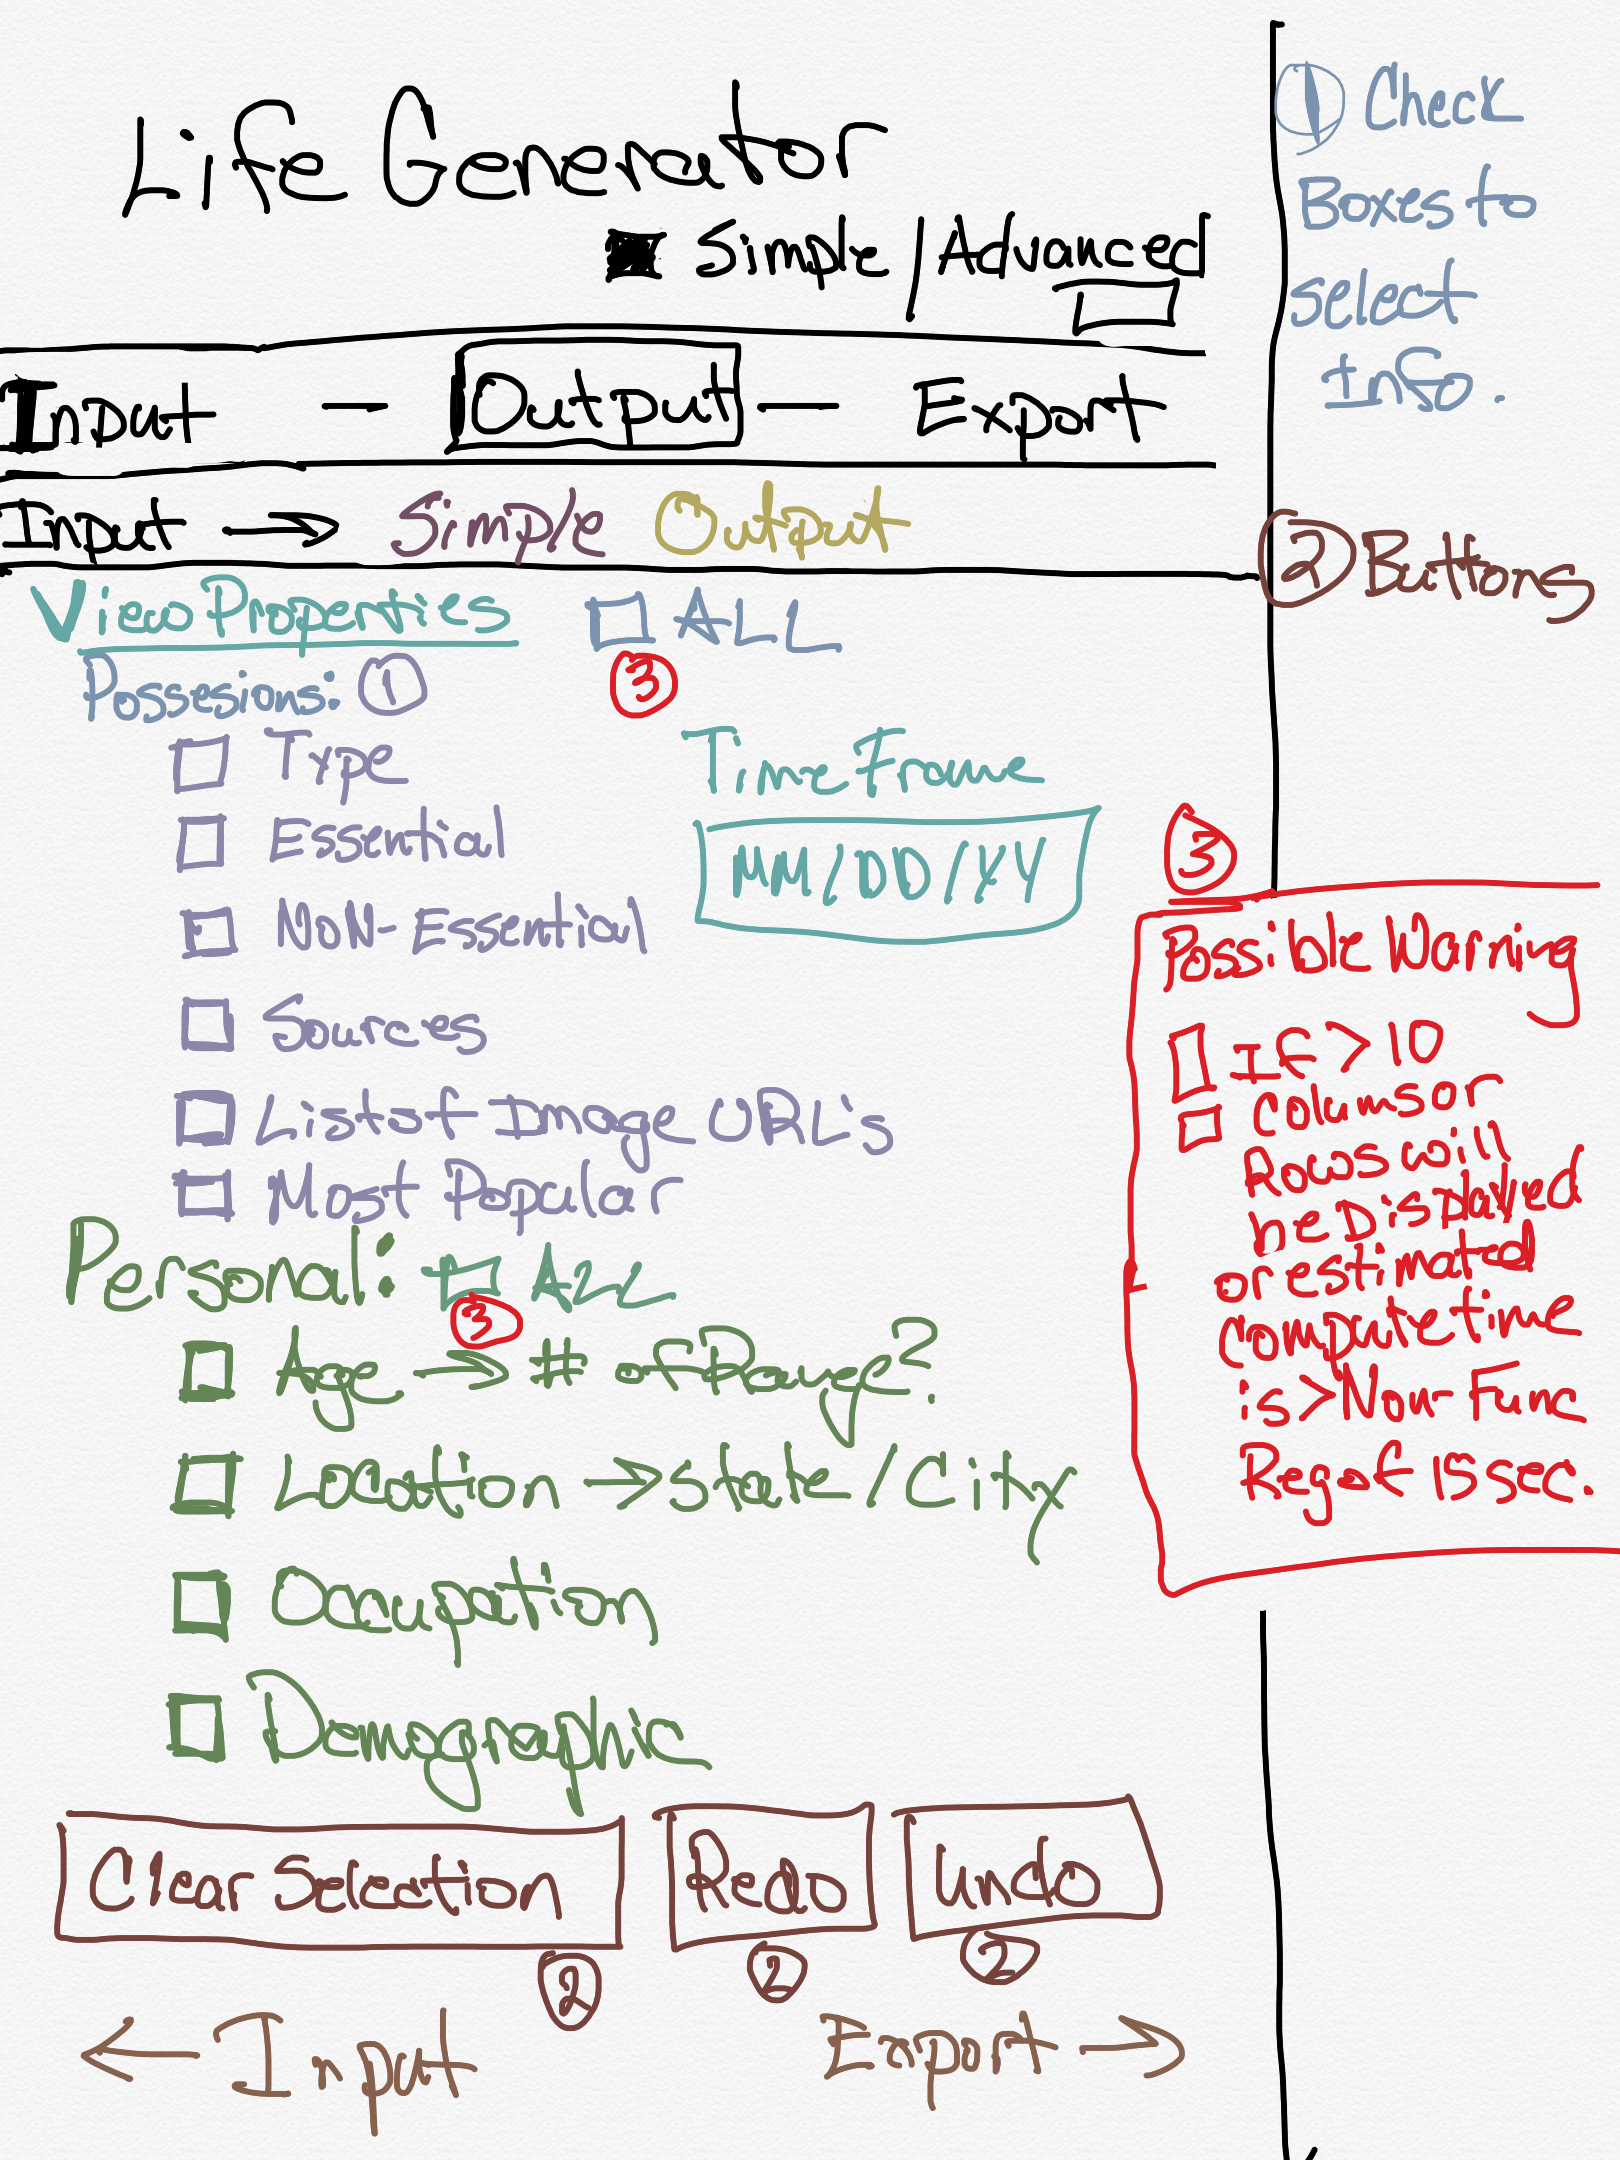 Life Generator
Simple / Advanced
Input — Output — Export
Input → Simple Output
View Properties
ALL
3
Possesions: 1
Type
Essential
Non-Essential
Sources
List of Image URL's
Most Popular
Time Frame
MM/DD/YY
Personal: ALL
3
Age → # of Range?
Location → State/City
Occupation
Demographic
Clear Selection
Redo
Undo
2
2
2
← Input
Export →
1 Check
Boxes to
select
Info.
2 Buttons
3
Possible Warning
If > 10
Colums or
Rows will
be Displayed
or estimated
compute time
is > Non-Func
Req of 15 sec.